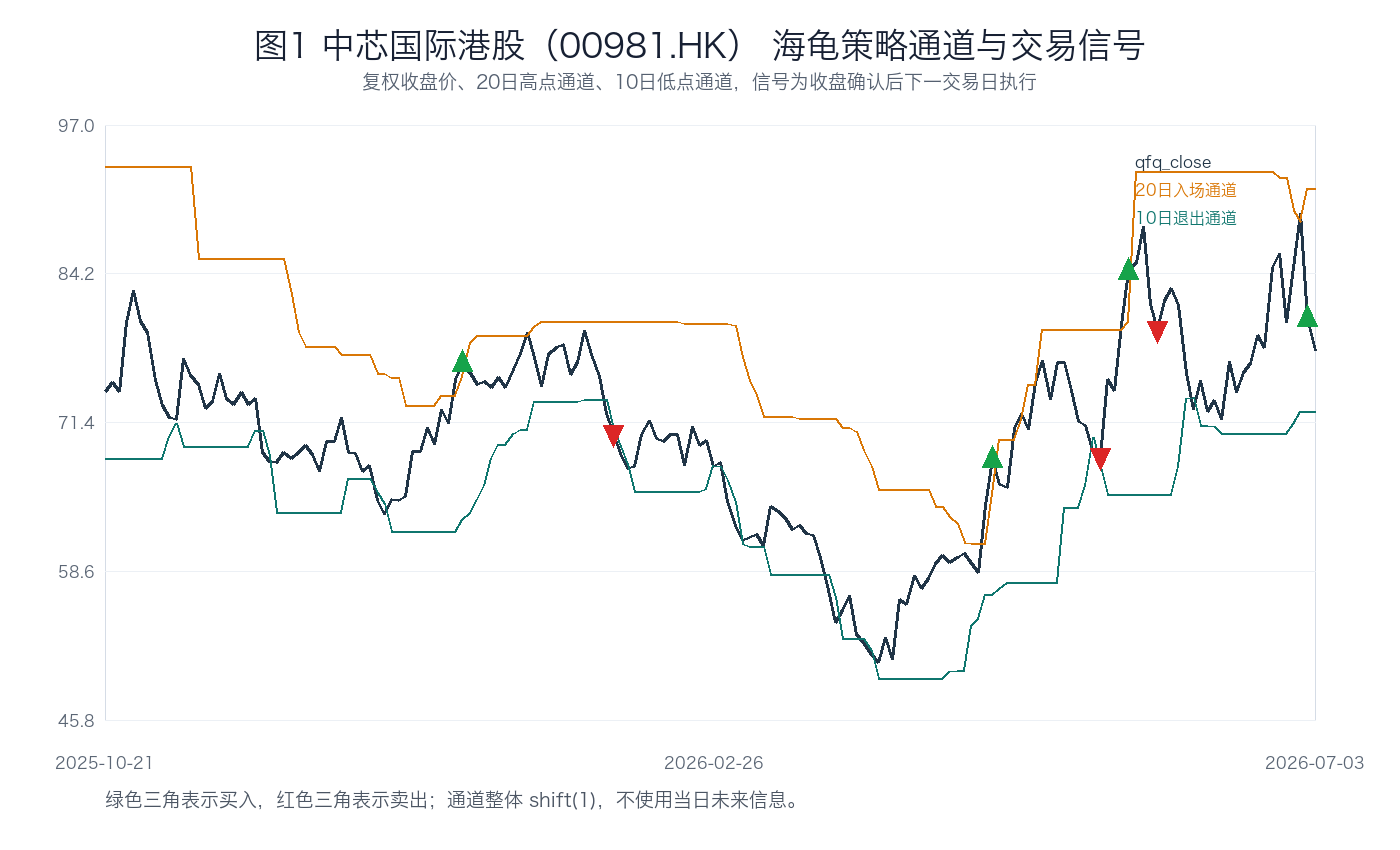 图1 中芯国际港股（00981.HK） 海龟策略通道与交易信号
复权收盘价、20日高点通道、10日低点通道，信号为收盘确认后下一交易日执行
97.0
84.2
71.4
58.6
45.8
qfq_close
20日入场通道
10日退出通道
2025-10-21
2026-02-26
2026-07-03
绿色三角表示买入，红色三角表示卖出；通道整体 shift(1)，不使用当日未来信息。